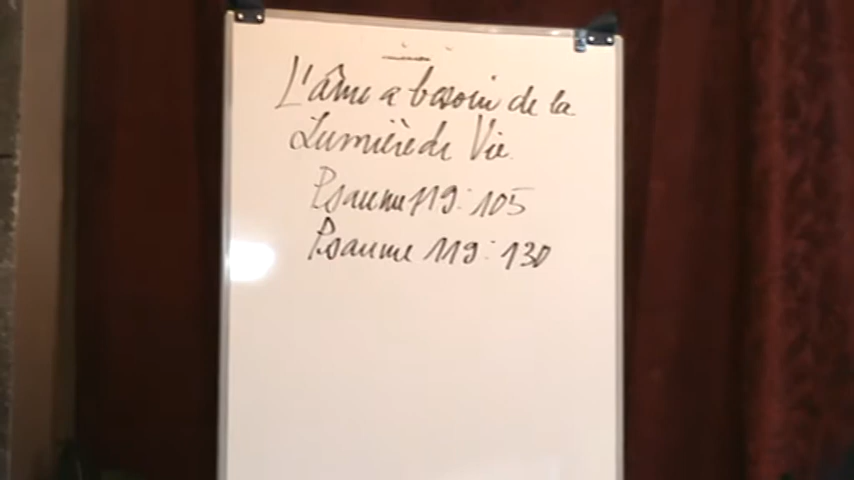 L'âme a besoin de la
Lumière de Vie.
Psaume 119: 105
Psaume 119: 130